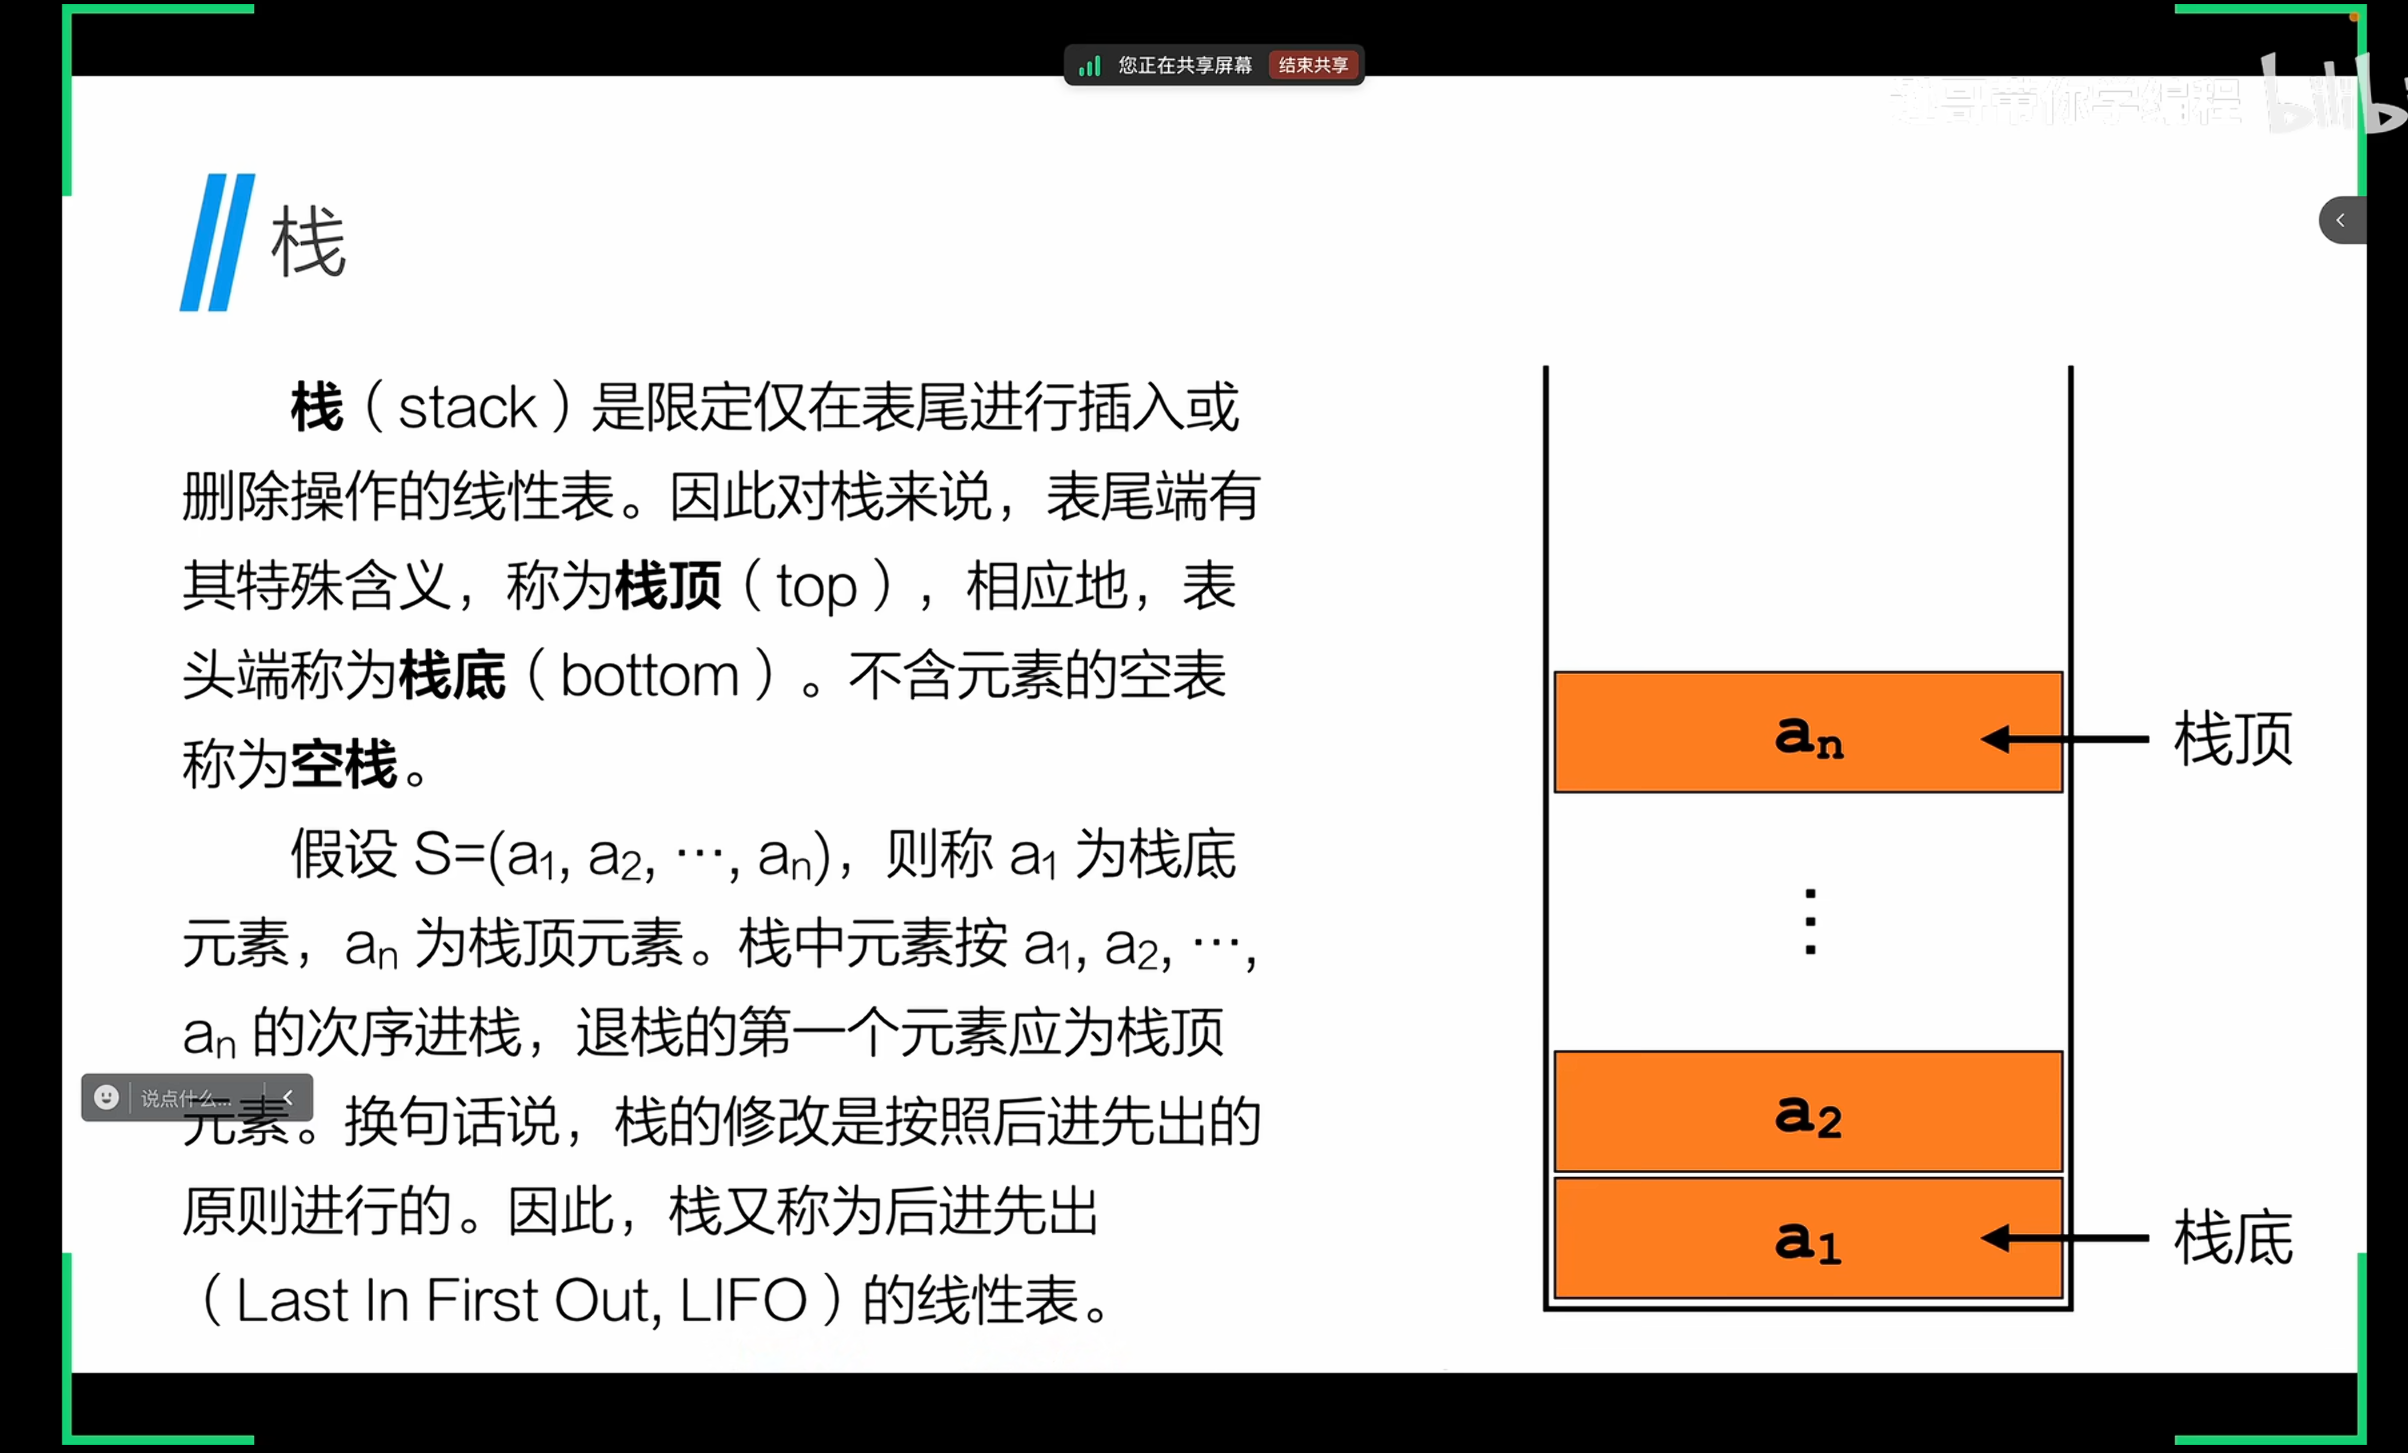 您正在共享屏幕 结束共享
赵哥带你学编程
栈
栈（stack）是限定仅在表尾进行插入或
删除操作的线性表。因此对栈来说，表尾端有
其特殊含义，称为栈顶（top），相应地，表
头端称为栈底（bottom）。不含元素的空表
称为空栈。
假设 S=(a1, a2, …, an)，则称 a1 为栈底
元素，an 为栈顶元素。栈中元素按 a1, a2, …,
an 的次序进栈，退栈的第一个元素应为栈顶
说点什么...
元素。换句话说，栈的修改是按照后进先出的
原则进行的。因此，栈又称为后进先出
（Last In First Out, LIFO）的线性表。
an
栈顶
⋮
a2
a1
栈底